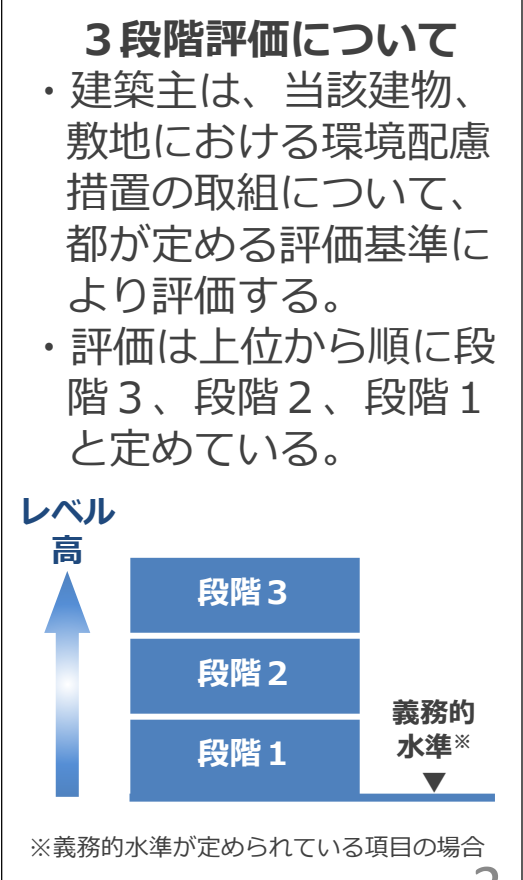 ３段階評価について
・建築主は、当該建物、
敷地における環境配慮
措置の取組について、
都が定める評価基準に
より評価する。
・評価は上位から順に段
階３、段階２、段階１
と定めている。
レベル
高
段階３
段階２
段階１
義務的
水準※
▼
※義務的水準が定められている項目の場合